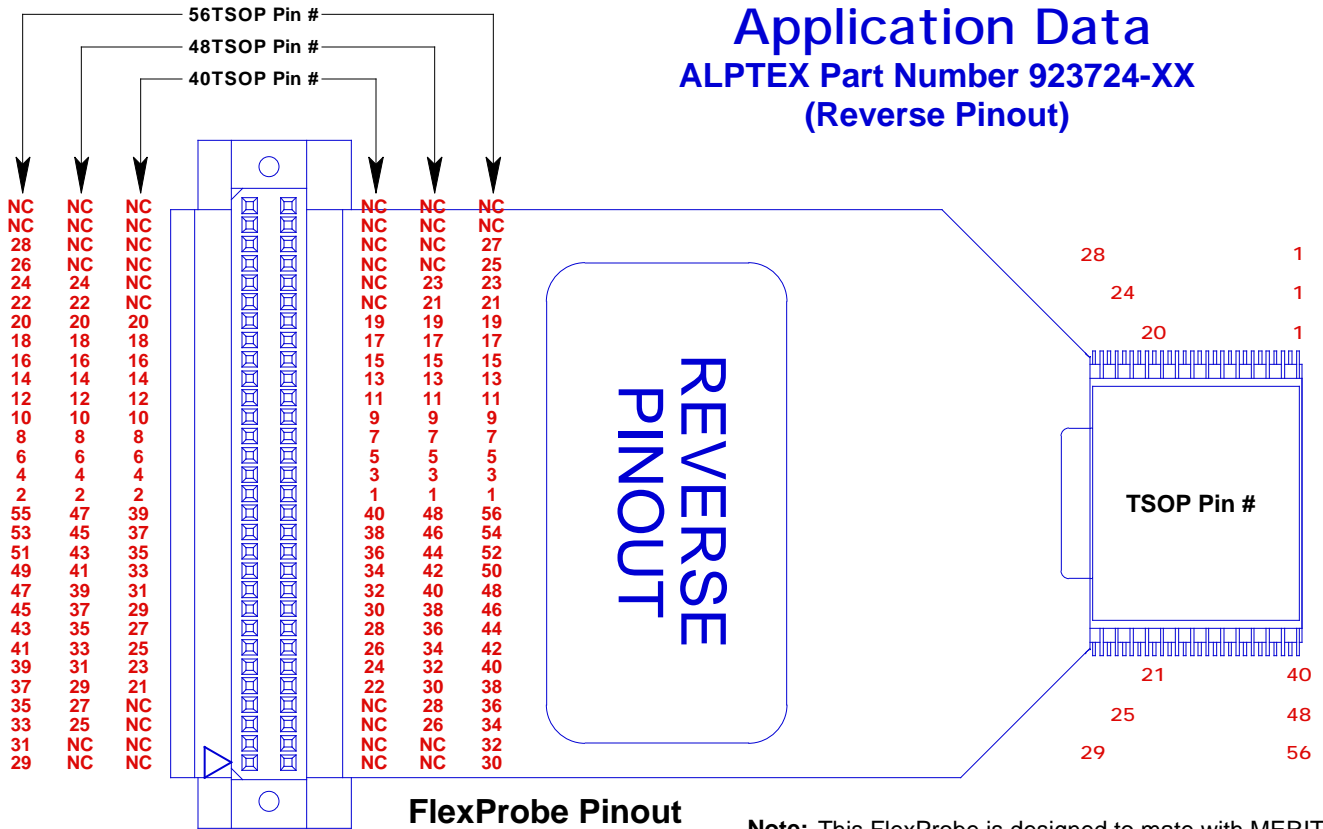 56TSOP Pin #
48TSOP Pin #
40TSOP Pin #
Application Data
ALPTEX Part Number 923724-XX
(Reverse Pinout)
NC NC NC NC NC NC
NC NC NC NC NC NC
28 NC NC NC NC 27
26 NC NC NC NC 25
24 24 NC NC 23 23
22 22 NC NC 21 21
20 20 20 19 19 19
18 18 18 17 17 17
16 16 16 15 15 15
14 14 14 13 13 13
12 12 12 11 11 11
10 10 10 9 9 9
8 8 8 7 7 7
6 6 6 5 5 5
4 4 4 3 3 3
2 2 2 1 1 1
55 47 39 40 48 56
53 45 37 38 46 54
51 43 35 36 44 52
49 41 33 34 42 50
47 39 31 32 40 48
45 37 29 30 38 46
43 35 27 28 36 44
41 33 25 26 34 42
39 31 23 24 32 40
37 29 21 22 30 38
35 27 NC NC 28 36
33 25 NC NC 26 34
31 NC NC NC NC 32
29 NC NC NC NC 30
REVERSE
PINOUT
28 1
24 1
20 1
TSOP Pin #
21 40
25 48
29 56
FlexProbe Pinout
Note: This FlexProbe is designed to mate with MERIT